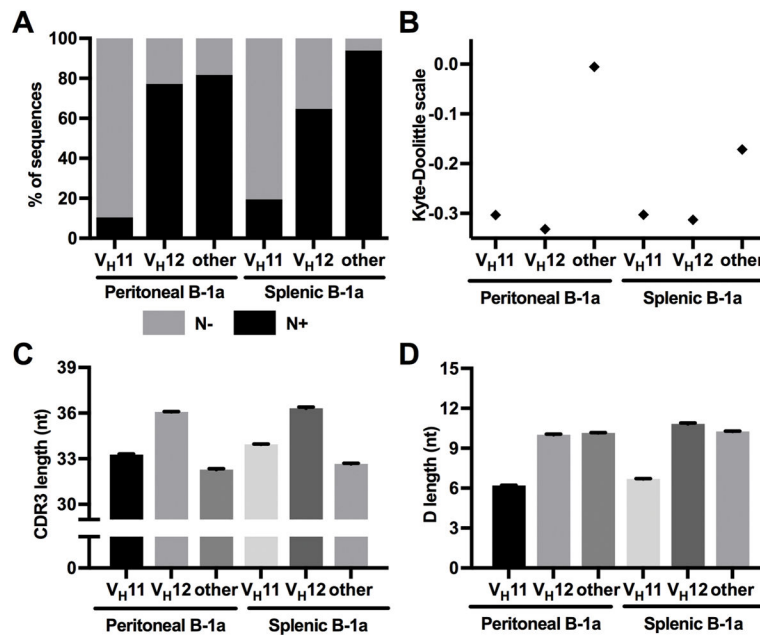 A
% of sequences
100
80
60
40
20
0
VH11 VH12 other VH11 VH12 other
Peritoneal B-1a Splenic B-1a
N- N+
B
Kyte-Doolittle scale
0.0
-0.1
-0.2
-0.3
VH11 VH12 other VH11 VH12 other
Peritoneal B-1a Splenic B-1a
C
CDR3 length (nt)
39
36
33
30
0
VH11 VH12 other VH11 VH12 other
Peritoneal B-1a Splenic B-1a
D
D length (nt)
15
12
9
6
3
0
VH11 VH12 other VH11 VH12 other
Peritoneal B-1a Splenic B-1a